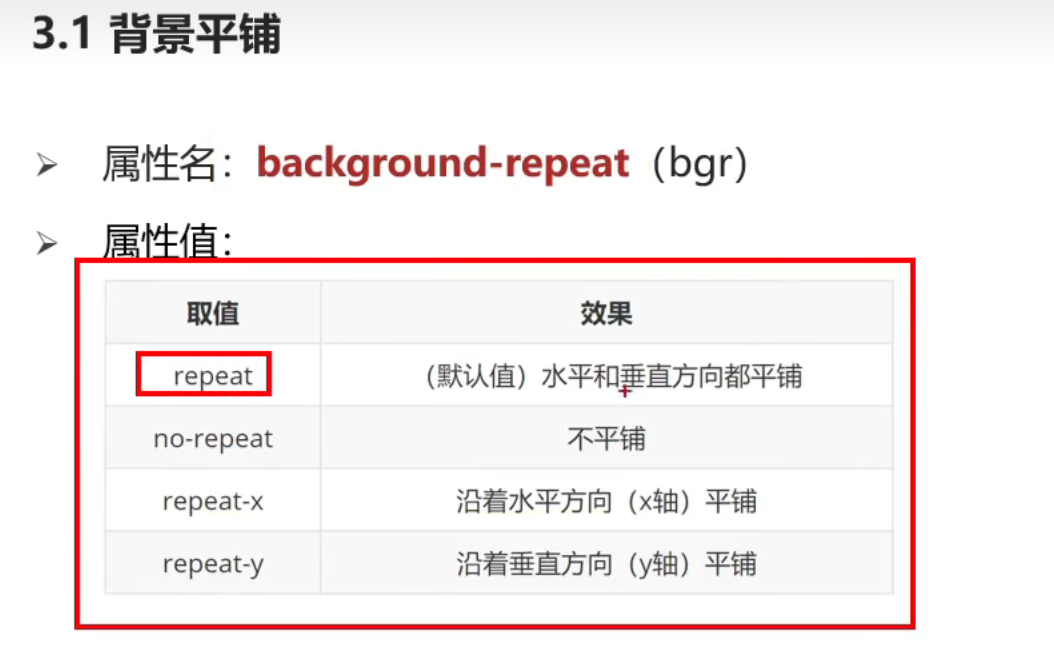 3.1 背景平铺
属性名：background-repeat（bgr）
属性值：
取值 效果
repeat （默认值）水平和垂直方向都平铺
no-repeat 不平铺
repeat-x 沿着水平方向（x轴）平铺
repeat-y 沿着垂直方向（y轴）平铺